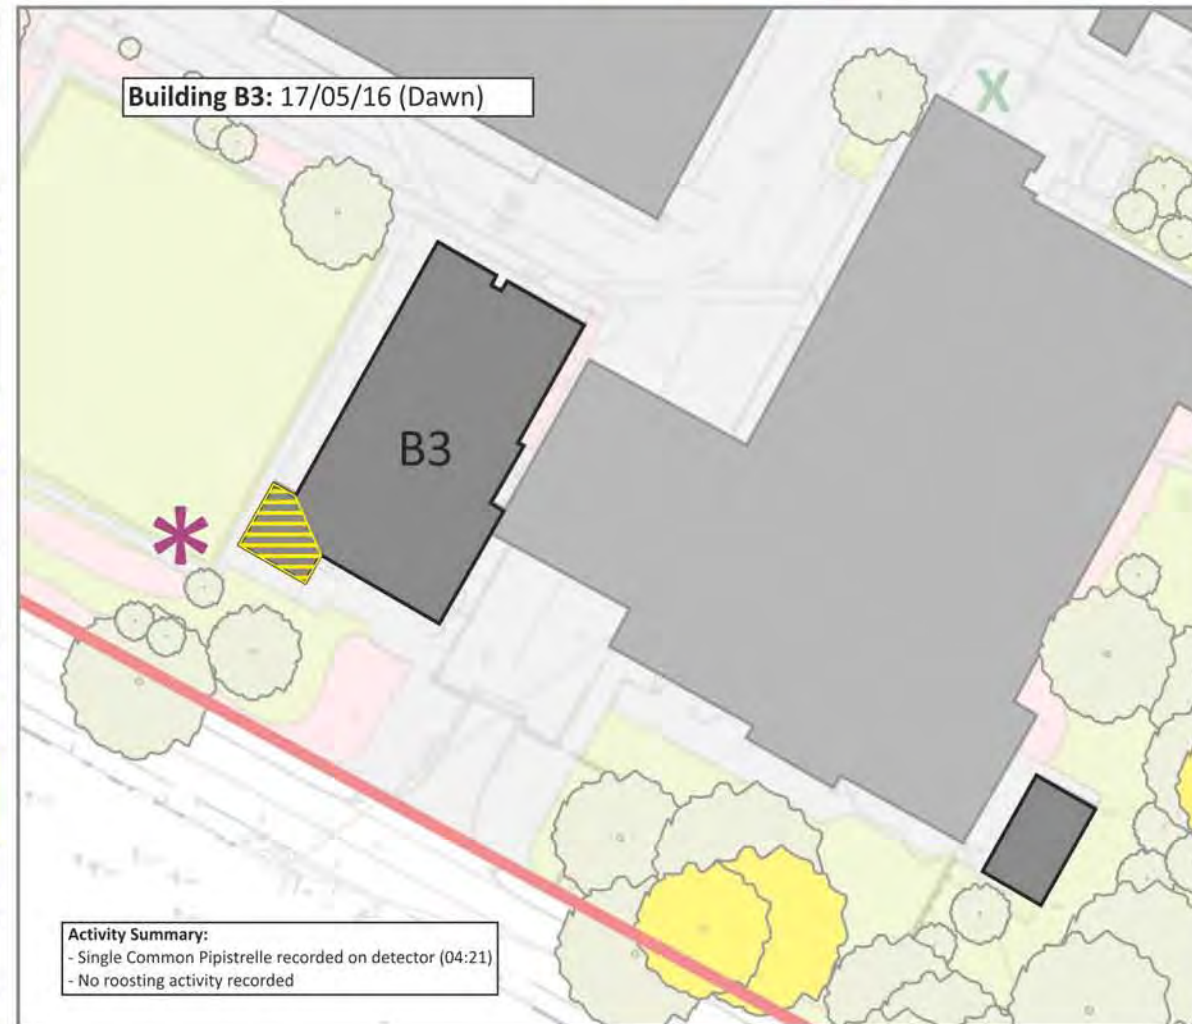 Building B3: 17/05/16 (Dawn)
X
B3
*
Activity Summary:
- Single Common Pipistrelle recorded on detector (04:21)
- No roosting activity recorded